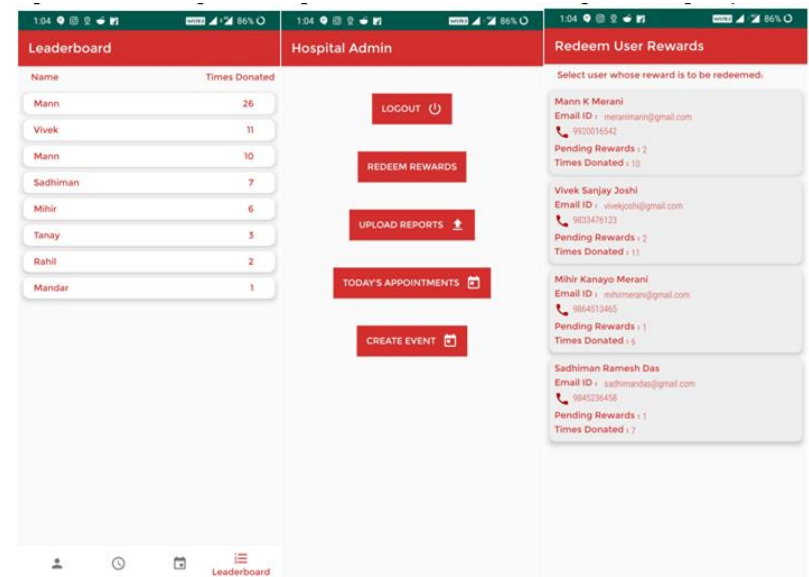 1:04
86%
Leaderboard
Name Times Donated
Mann 26
Vivek 11
Mann 10
Sadhiman 7
Mihir 6
Tanay 3
Rahil 2
Mandar 1
Leaderboard
1:04
86%
Hospital Admin
LOGOUT
REDEEM REWARDS
UPLOAD REPORTS
TODAY'S APPOINTMENTS
CREATE EVENT
1:04
86%
Redeem User Rewards
Select user whose reward is to be redeemed:
Mann K Merani
Email ID : meranimann@gmail.com
9920016542
Pending Rewards : 2
Times Donated : 10
Vivek Sanjay Joshi
Email ID : vivekjoshi@gmail.com
9833476123
Pending Rewards : 2
Times Donated : 11
Mihir Kanayo Merani
Email ID : mihirmerani@gmail.com
9864513465
Pending Rewards : 1
Times Donated : 6
Sadhiman Ramesh Das
Email ID : sadhimandas@gmail.com
9845236458
Pending Rewards : 1
Times Donated : 7